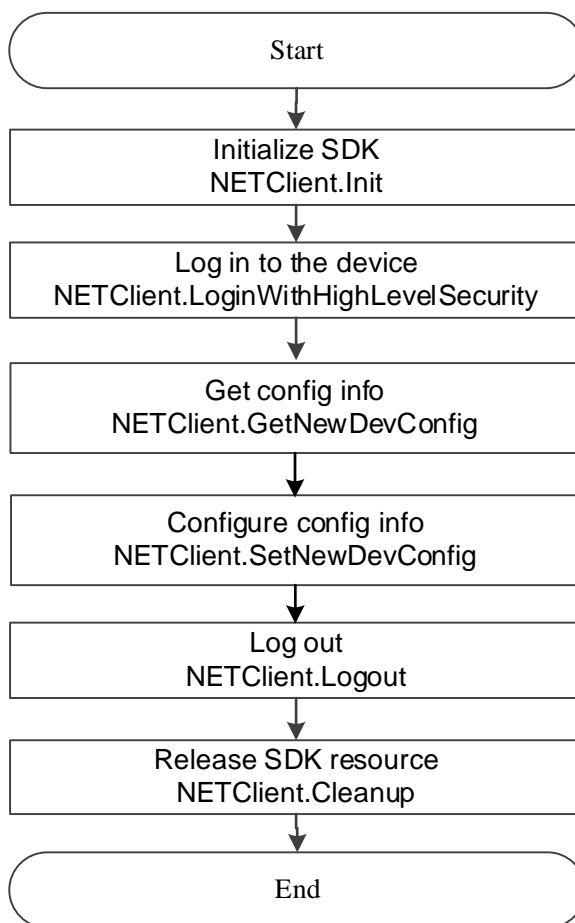 Start
Initialize SDK
NETClient.Init
Log in to the device
NETClient.LoginWithHighLevelSecurity
Get config info
NETClient.GetNewDevConfig
Configure config info
NETClient.SetNewDevConfig
Log out
NETClient.Logout
Release SDK resource
NETClient.Cleanup
End